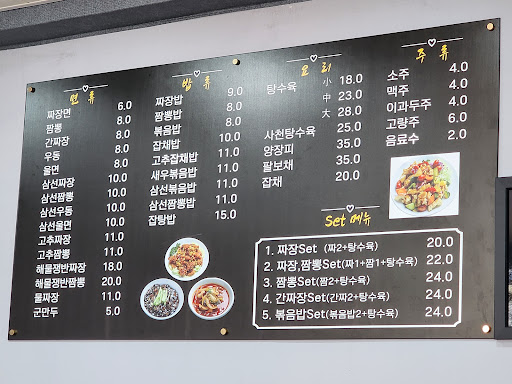 면 류
짜장면 6.0
짬뽕 8.0
간짜장 8.0
우동 8.0
울면 8.0
삼선짜장 10.0
삼선짬뽕 10.0
삼선우동 10.0
삼선울면 10.0
고추짜장 11.0
고추짬뽕 11.0
해물쟁반짜장 18.0
해물쟁반짬뽕 20.0
물짜장 11.0
군만두 5.0
밥 류
짜장밥 9.0
짬뽕밥 8.0
볶음밥 8.0
잡채밥 10.0
고추잡채밥 11.0
새우볶음밥 11.0
삼선볶음밥 11.0
삼선짬뽕밥 11.0
잡탕밥 15.0
요 리
탕수육 小 18.0
中 23.0
大 28.0
사천탕수육 25.0
양장피 35.0
팔보채 35.0
잡채 20.0
주 류
소주 4.0
맥주 4.0
이과두주 4.0
고량주 6.0
음료수 2.0
Set 메뉴
1. 짜장Set (짜2+탕수육) 20.0
2. 짜장,짬뽕Set(짜1+짬1+탕수육) 22.0
3. 짬뽕Set(짬2+탕수육) 24.0
4. 간짜장Set(간짜2+탕수육) 24.0
5. 볶음밥Set(볶음밥2+탕수육) 24.0